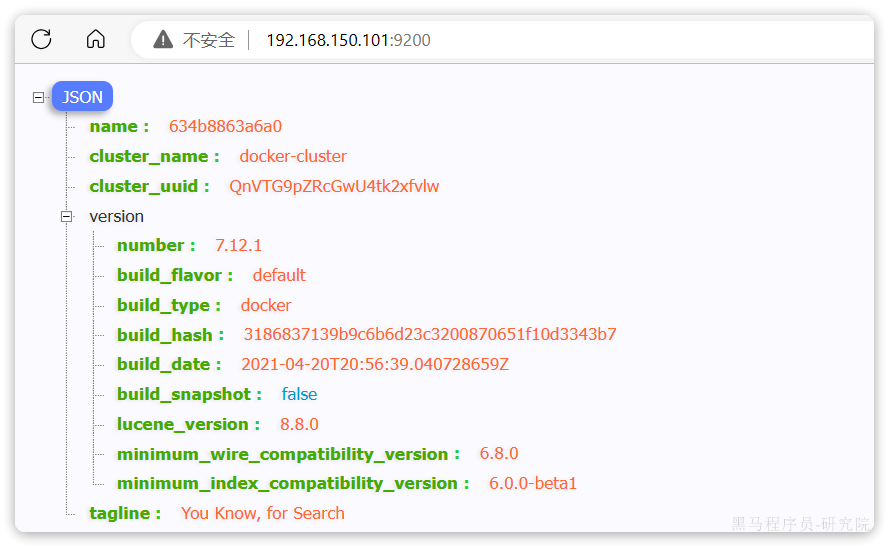 不安全 192.168.150.101:9200
JSON
name : 634b8863a6a0
cluster_name : docker-cluster
cluster_uuid : QnVTG9pZRcGwU4tk2xfvlw
version
number : 7.12.1
build_flavor : default
build_type : docker
build_hash : 3186837139b9c6b6d23c3200870651f10d3343b7
build_date : 2021-04-20T20:56:39.040728659Z
build_snapshot : false
lucene_version : 8.8.0
minimum_wire_compatibility_version : 6.8.0
minimum_index_compatibility_version : 6.0.0-beta1
tagline : You Know, for Search
黑马程序员-研究院